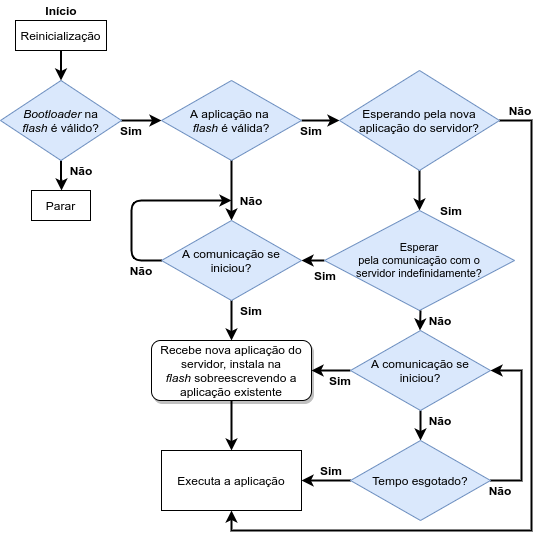 Início
Reinicialização
Bootloader na
flash é válido?
Sim
A aplicação na
flash é válida?
Sim
Esperando pela nova
aplicação do servidor?
Não
Não
Parar
Não
Sim
A comunicação se
iniciou?
Não
Sim
Esperar
pela comunicação com o
servidor indefinidamente?
Sim
Não
Recebe nova aplicação do
servidor, instala na
flash sobreescrevendo a
aplicação existente
Sim
A comunicação se
iniciou?
Não
Executa a aplicação
Sim
Tempo esgotado?
Não